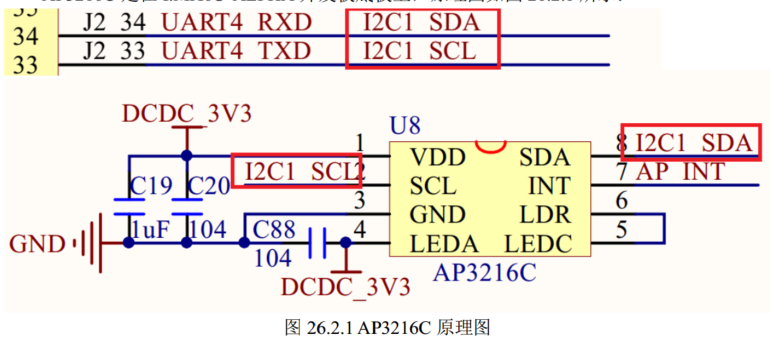 34 J2 34 UART4 RXD I2C1 SDA
33 J2 33 UART4 TXD I2C1 SCL
DCDC_3V3
U8
1 VDD SDA 8 I2C1 SDA
I2C1 SCL 2 SCL INT 7 AP INT
C19 C20
3 GND LDR 6
1uF 104 C88
GND 4 LEDA LEDC 5
104 AP3216C
DCDC_3V3
图 26.2.1 AP3216C 原理图